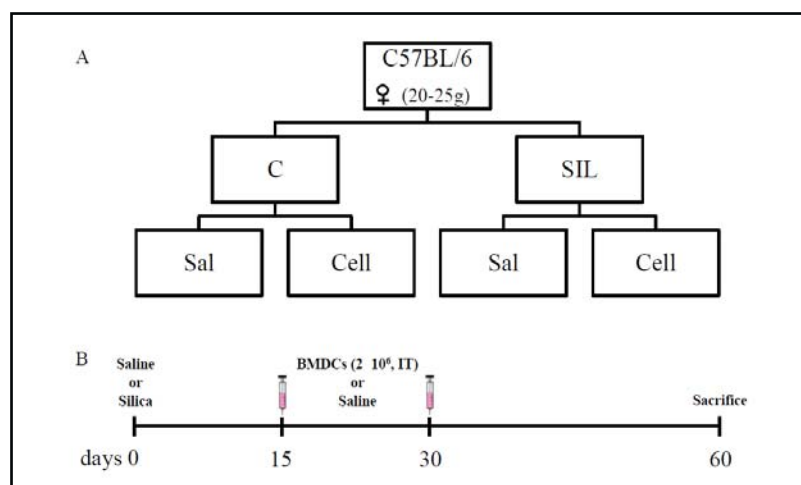 A
C57BL/6
♀ (20-25g)
C SIL
Sal Cell Sal Cell
B
Saline
or
Silica
BMDCs (2 10⁶, IT)
or
Saline
Sacrifice
days 0 15 30 60